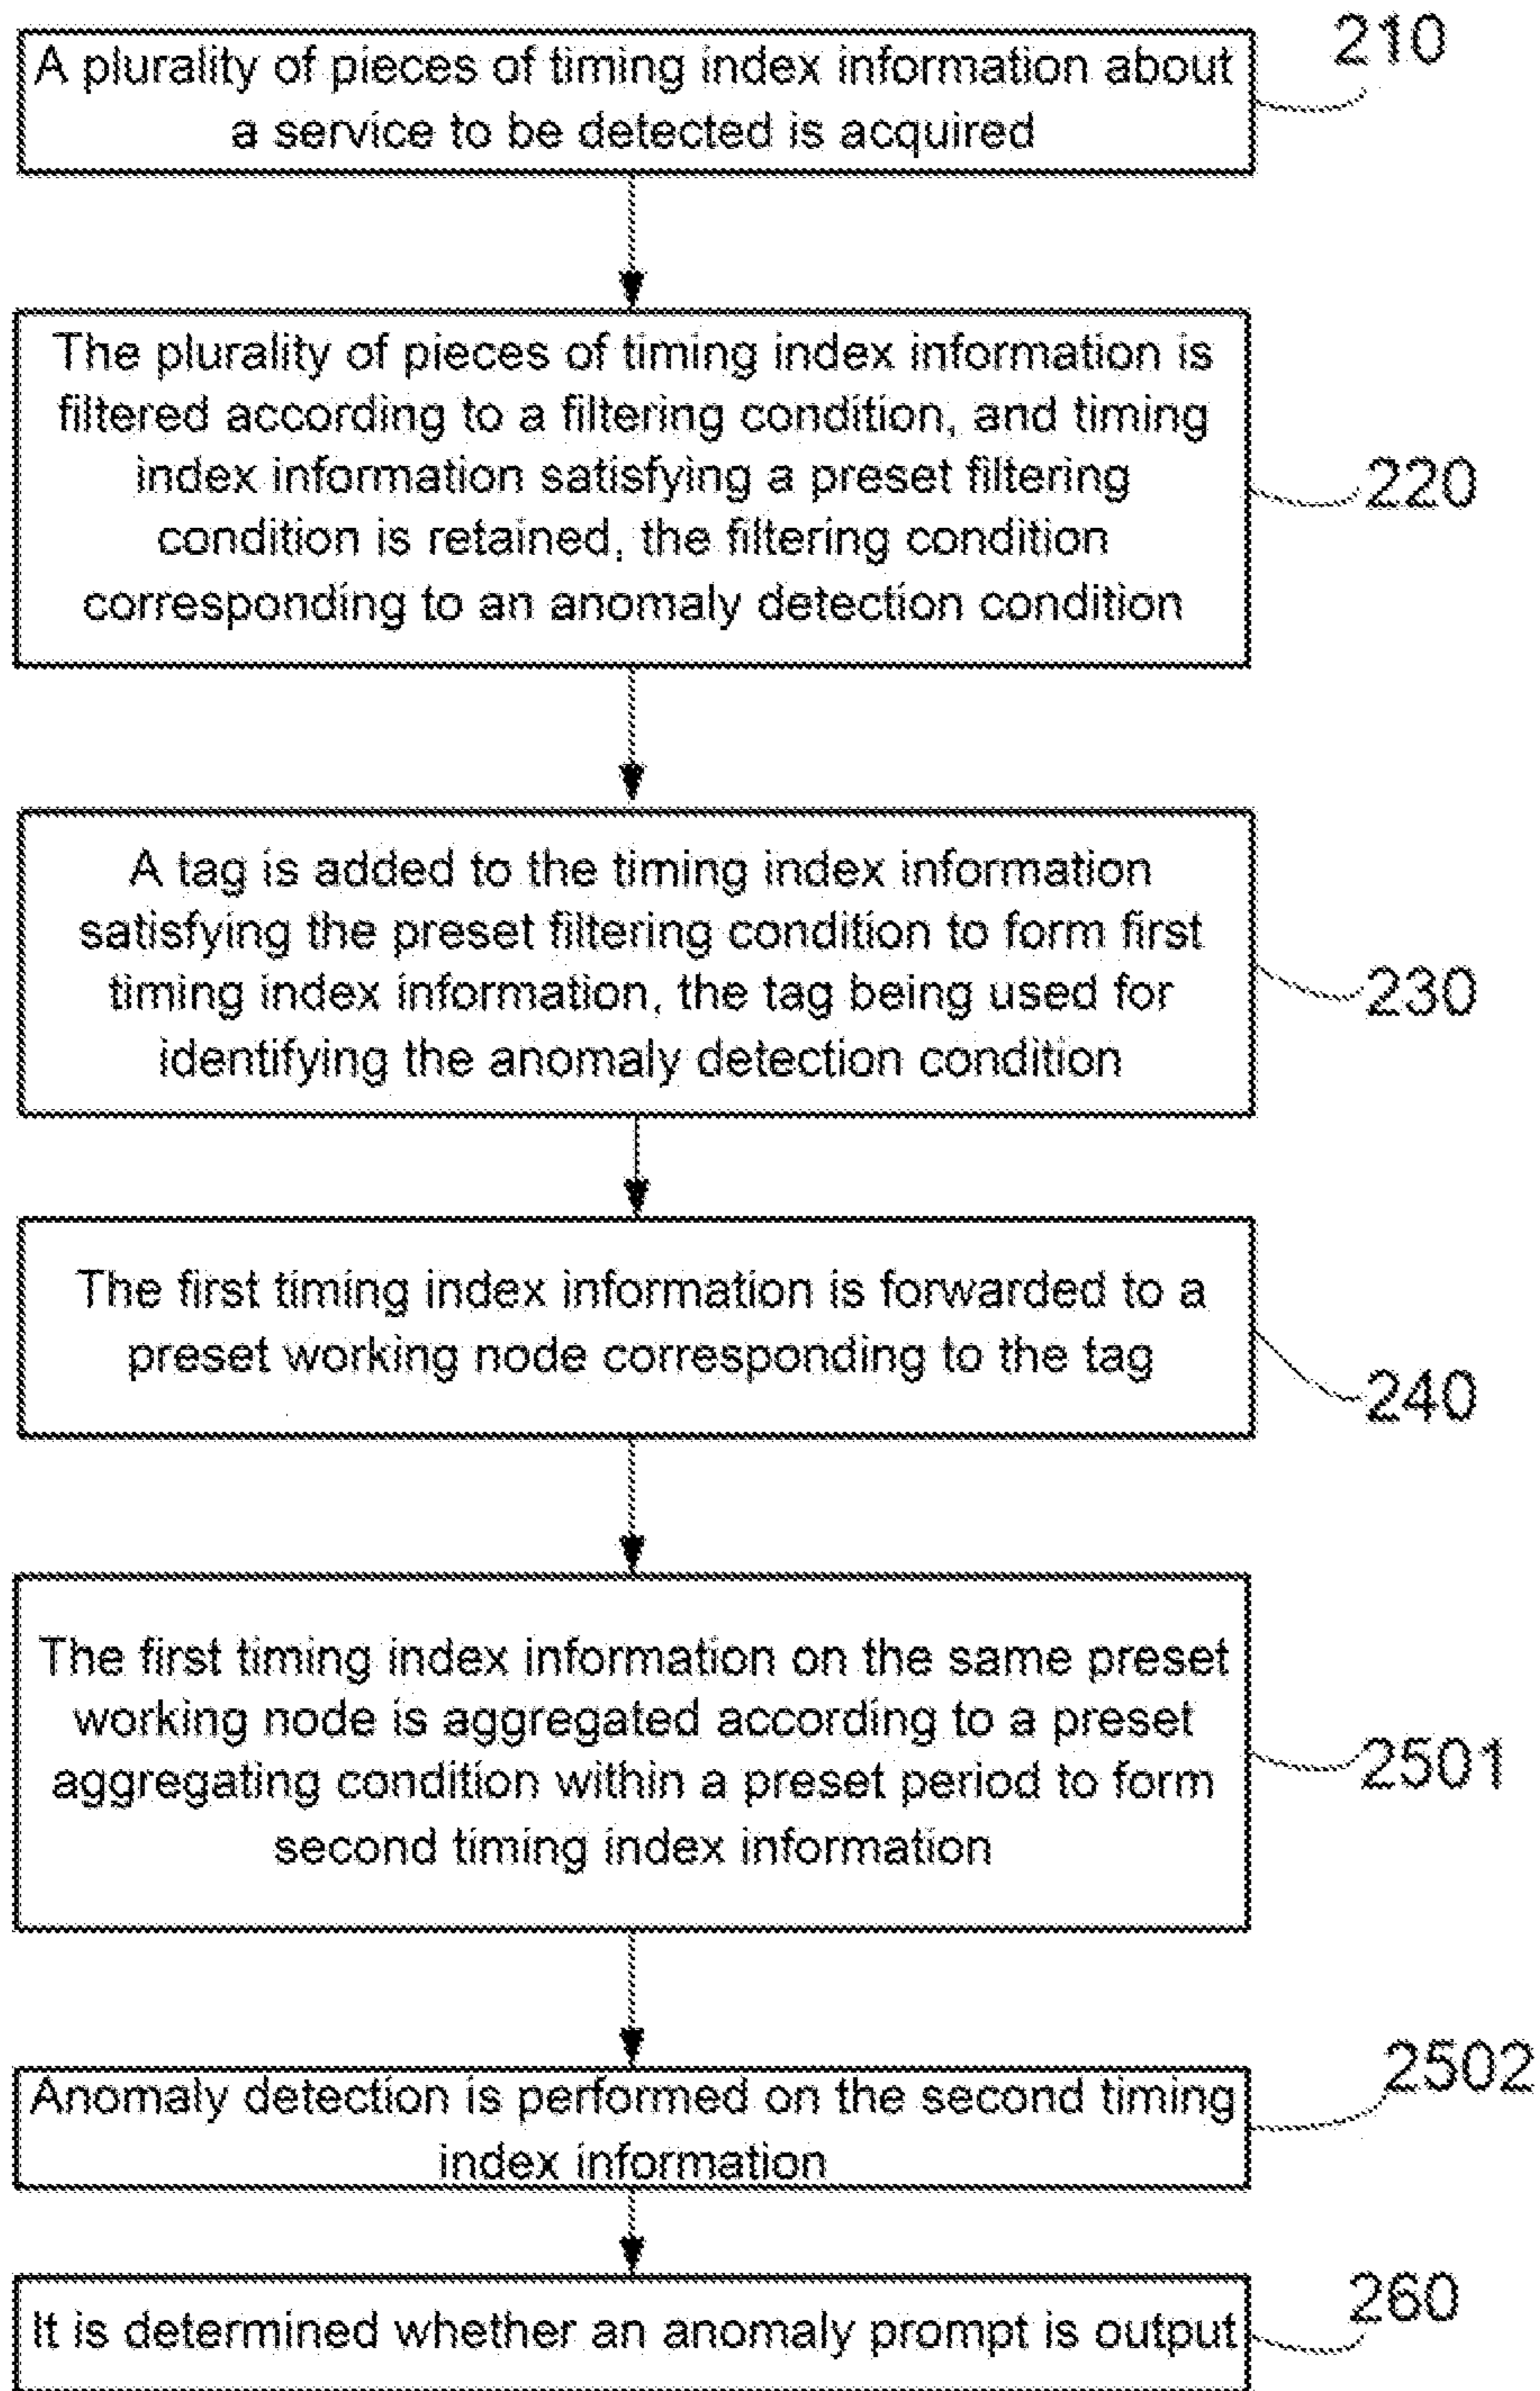 210
A plurality of pieces of timing index information about
a service to be detected is acquired
The plurality of pieces of timing index information is
filtered according to a filtering condition, and timing
index information satisfying a preset filtering
condition is retained, the filtering condition
corresponding to an anomaly detection condition
220
A tag is added to the timing index information
satisfying the preset filtering condition to form first
timing index information, the tag being used for
identifying the anomaly detection condition
230
The first timing index information is forwarded to a
preset working node corresponding to the tag
240
The first timing index information on the same preset
working node is aggregated according to a preset
aggregating condition within a preset period to form
second timing index information
2501
2502
Anomaly detection is performed on the second timing
index information
260
It is determined whether an anomaly prompt is output